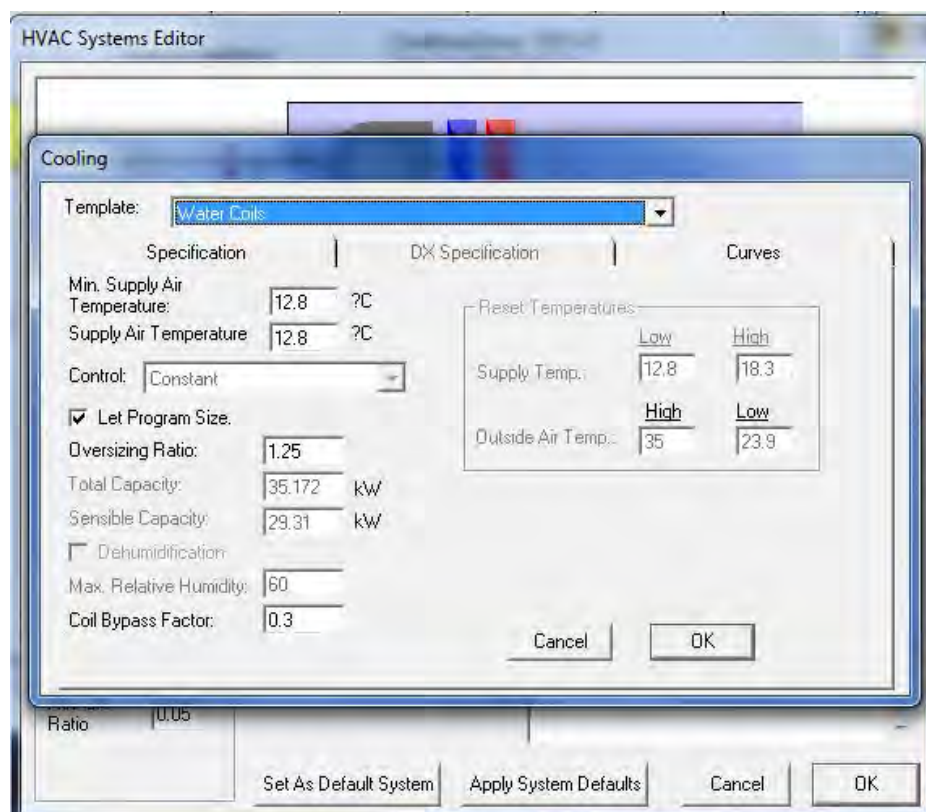 HVAC Systems Editor
Cooling
Template: Water Coils
Specification DX Specification Curves
Min. Supply Air
Temperature: 12.8 ?C
Supply Air Temperature 12.8 ?C
Control: Constant
Let Program Size.
Oversizing Ratio: 1.25
Total Capacity: 35.172 kW
Sensible Capacity: 29.31 kW
Dehumidification
Max. Relative Humidity: 60
Coil Bypass Factor: 0.3
Reset Temperatures
Low High
Supply Temp.: 12.8 18.3
High Low
Outside Air Temp.: 35 23.9
Cancel OK
Ratio 0.05
Set As Default System Apply System Defaults Cancel OK